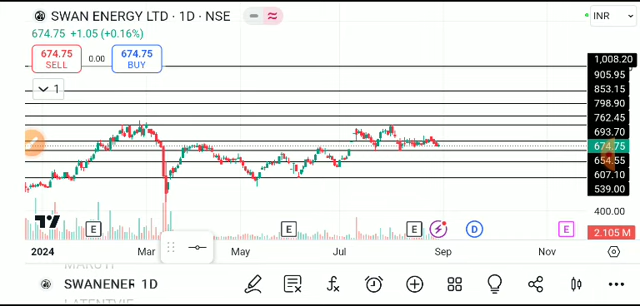 SWAN ENERGY LTD · 1D · NSE
INR
674.75 +1.05 (+0.16%)
674.75
SELL
0.00
674.75
BUY
1
1,008.20
905.95
853.15
798.90
762.45
693.70
674.75
654.55
607.10
539.00
400.00
2.105 M
E
E
E
D
E
2024
Mar
May
Jul
Sep
Nov
MARUTI
SWANENER 1D
LATENTVIE